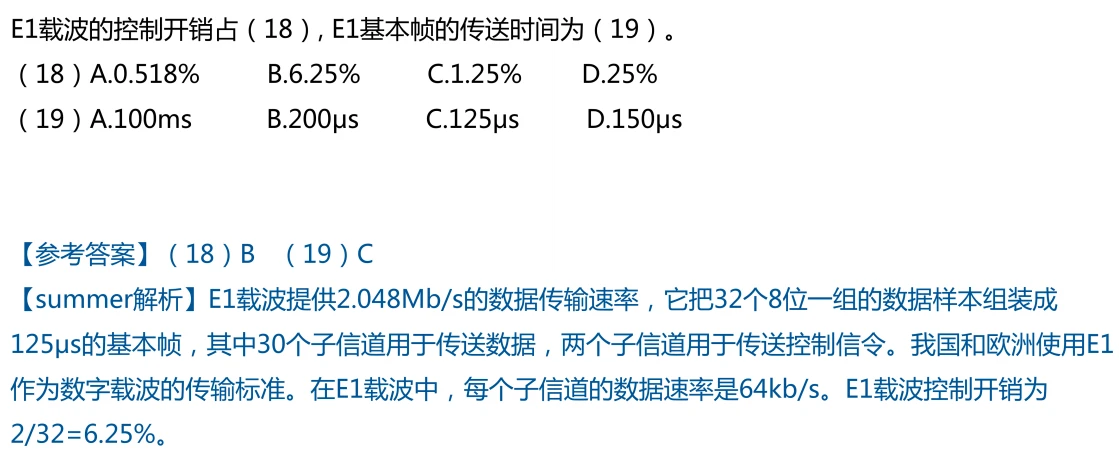 E1载波的控制开销占（18）, E1基本帧的传送时间为（19）。
（18）A.0.518% B.6.25% C.1.25% D.25%
（19）A.100ms B.200μs C.125μs D.150μs
【参考答案】（18）B （19）C
【summer解析】E1载波提供2.048Mb/s的数据传输速率，它把32个8位一组的数据样本组装成
125μs的基本帧，其中30个子信道用于传送数据，两个子信道用于传送控制信令。我国和欧洲使用E1
作为数字载波的传输标准。在E1载波中，每个子信道的数据速率是64kb/s。E1载波控制开销为
2/32=6.25%。